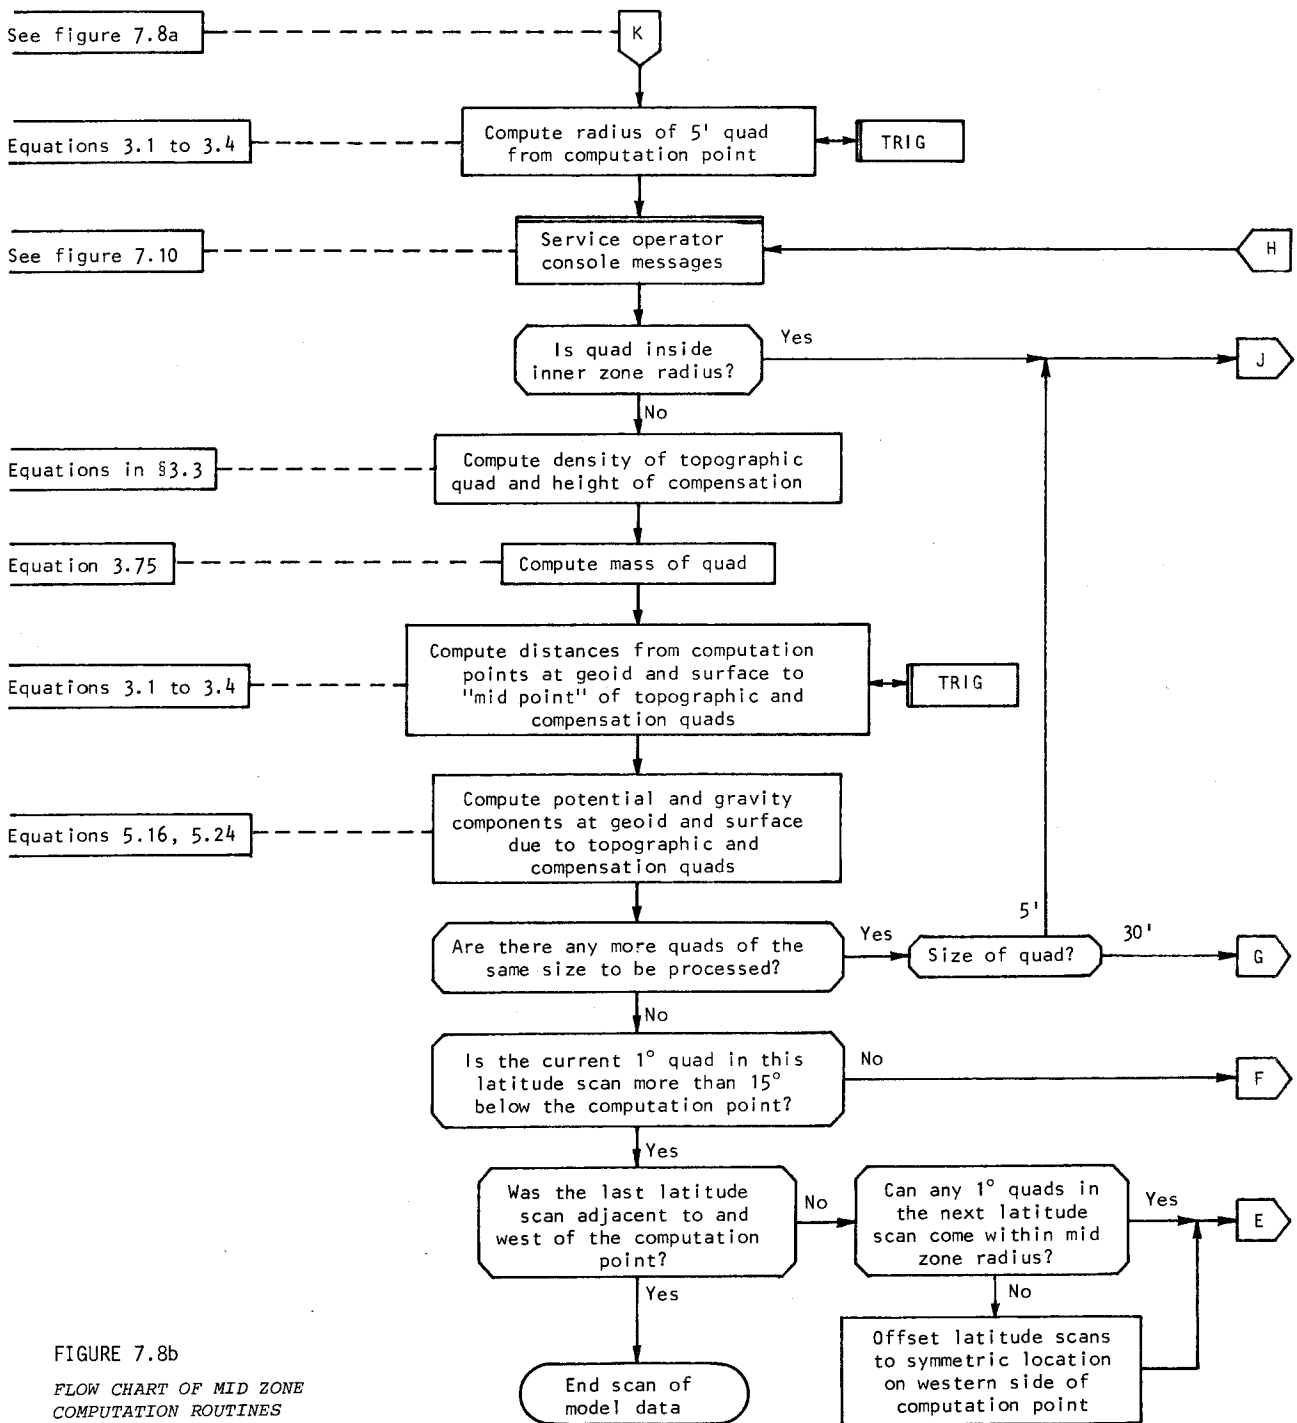 See figure 7.8a
K
Equations 3.1 to 3.4
Compute radius of 5' quad
from computation point
TRIG
See figure 7.10
Service operator
console messages
H
Is quad inside
inner zone radius?
Yes
J
No
Equations in §3.3
Compute density of topographic
quad and height of compensation
Equation 3.75
Compute mass of quad
Equations 3.1 to 3.4
Compute distances from computation
points at geoid and surface to
"mid point" of topographic and
compensation quads
TRIG
Equations 5.16, 5.24
Compute potential and gravity
components at geoid and surface
due to topographic and
compensation quads
Are there any more quads of the
same size to be processed?
Yes
Size of quad?
5'
30'
G
No
Is the current 1° quad in this
latitude scan more than 15°
below the computation point?
No
F
Yes
Was the last latitude
scan adjacent to and
west of the computation
point?
No
Can any 1° quads in
the next latitude
scan come within mid
zone radius?
Yes
E
Yes
No
Offset latitude scans
to symmetric location
on western side of
computation point
End scan of
model data
FIGURE 7.8b
FLOW CHART OF MID ZONE
COMPUTATION ROUTINES